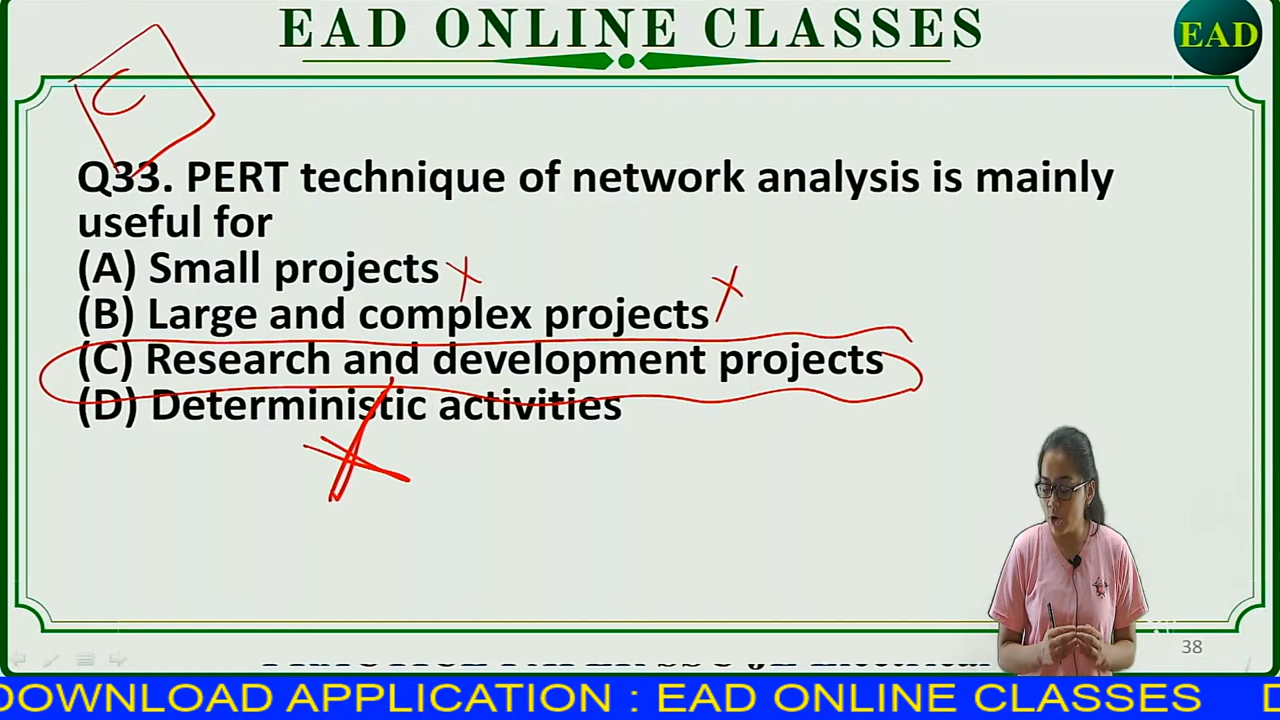 EAD ONLINE CLASSES
EAD
C
Q33. PERT technique of network analysis is mainly
useful for
(A) Small projects
(B) Large and complex projects
(C) Research and development projects
(D) Deterministic activities
38
DOWNLOAD APPLICATION : EAD ONLINE CLASSES D